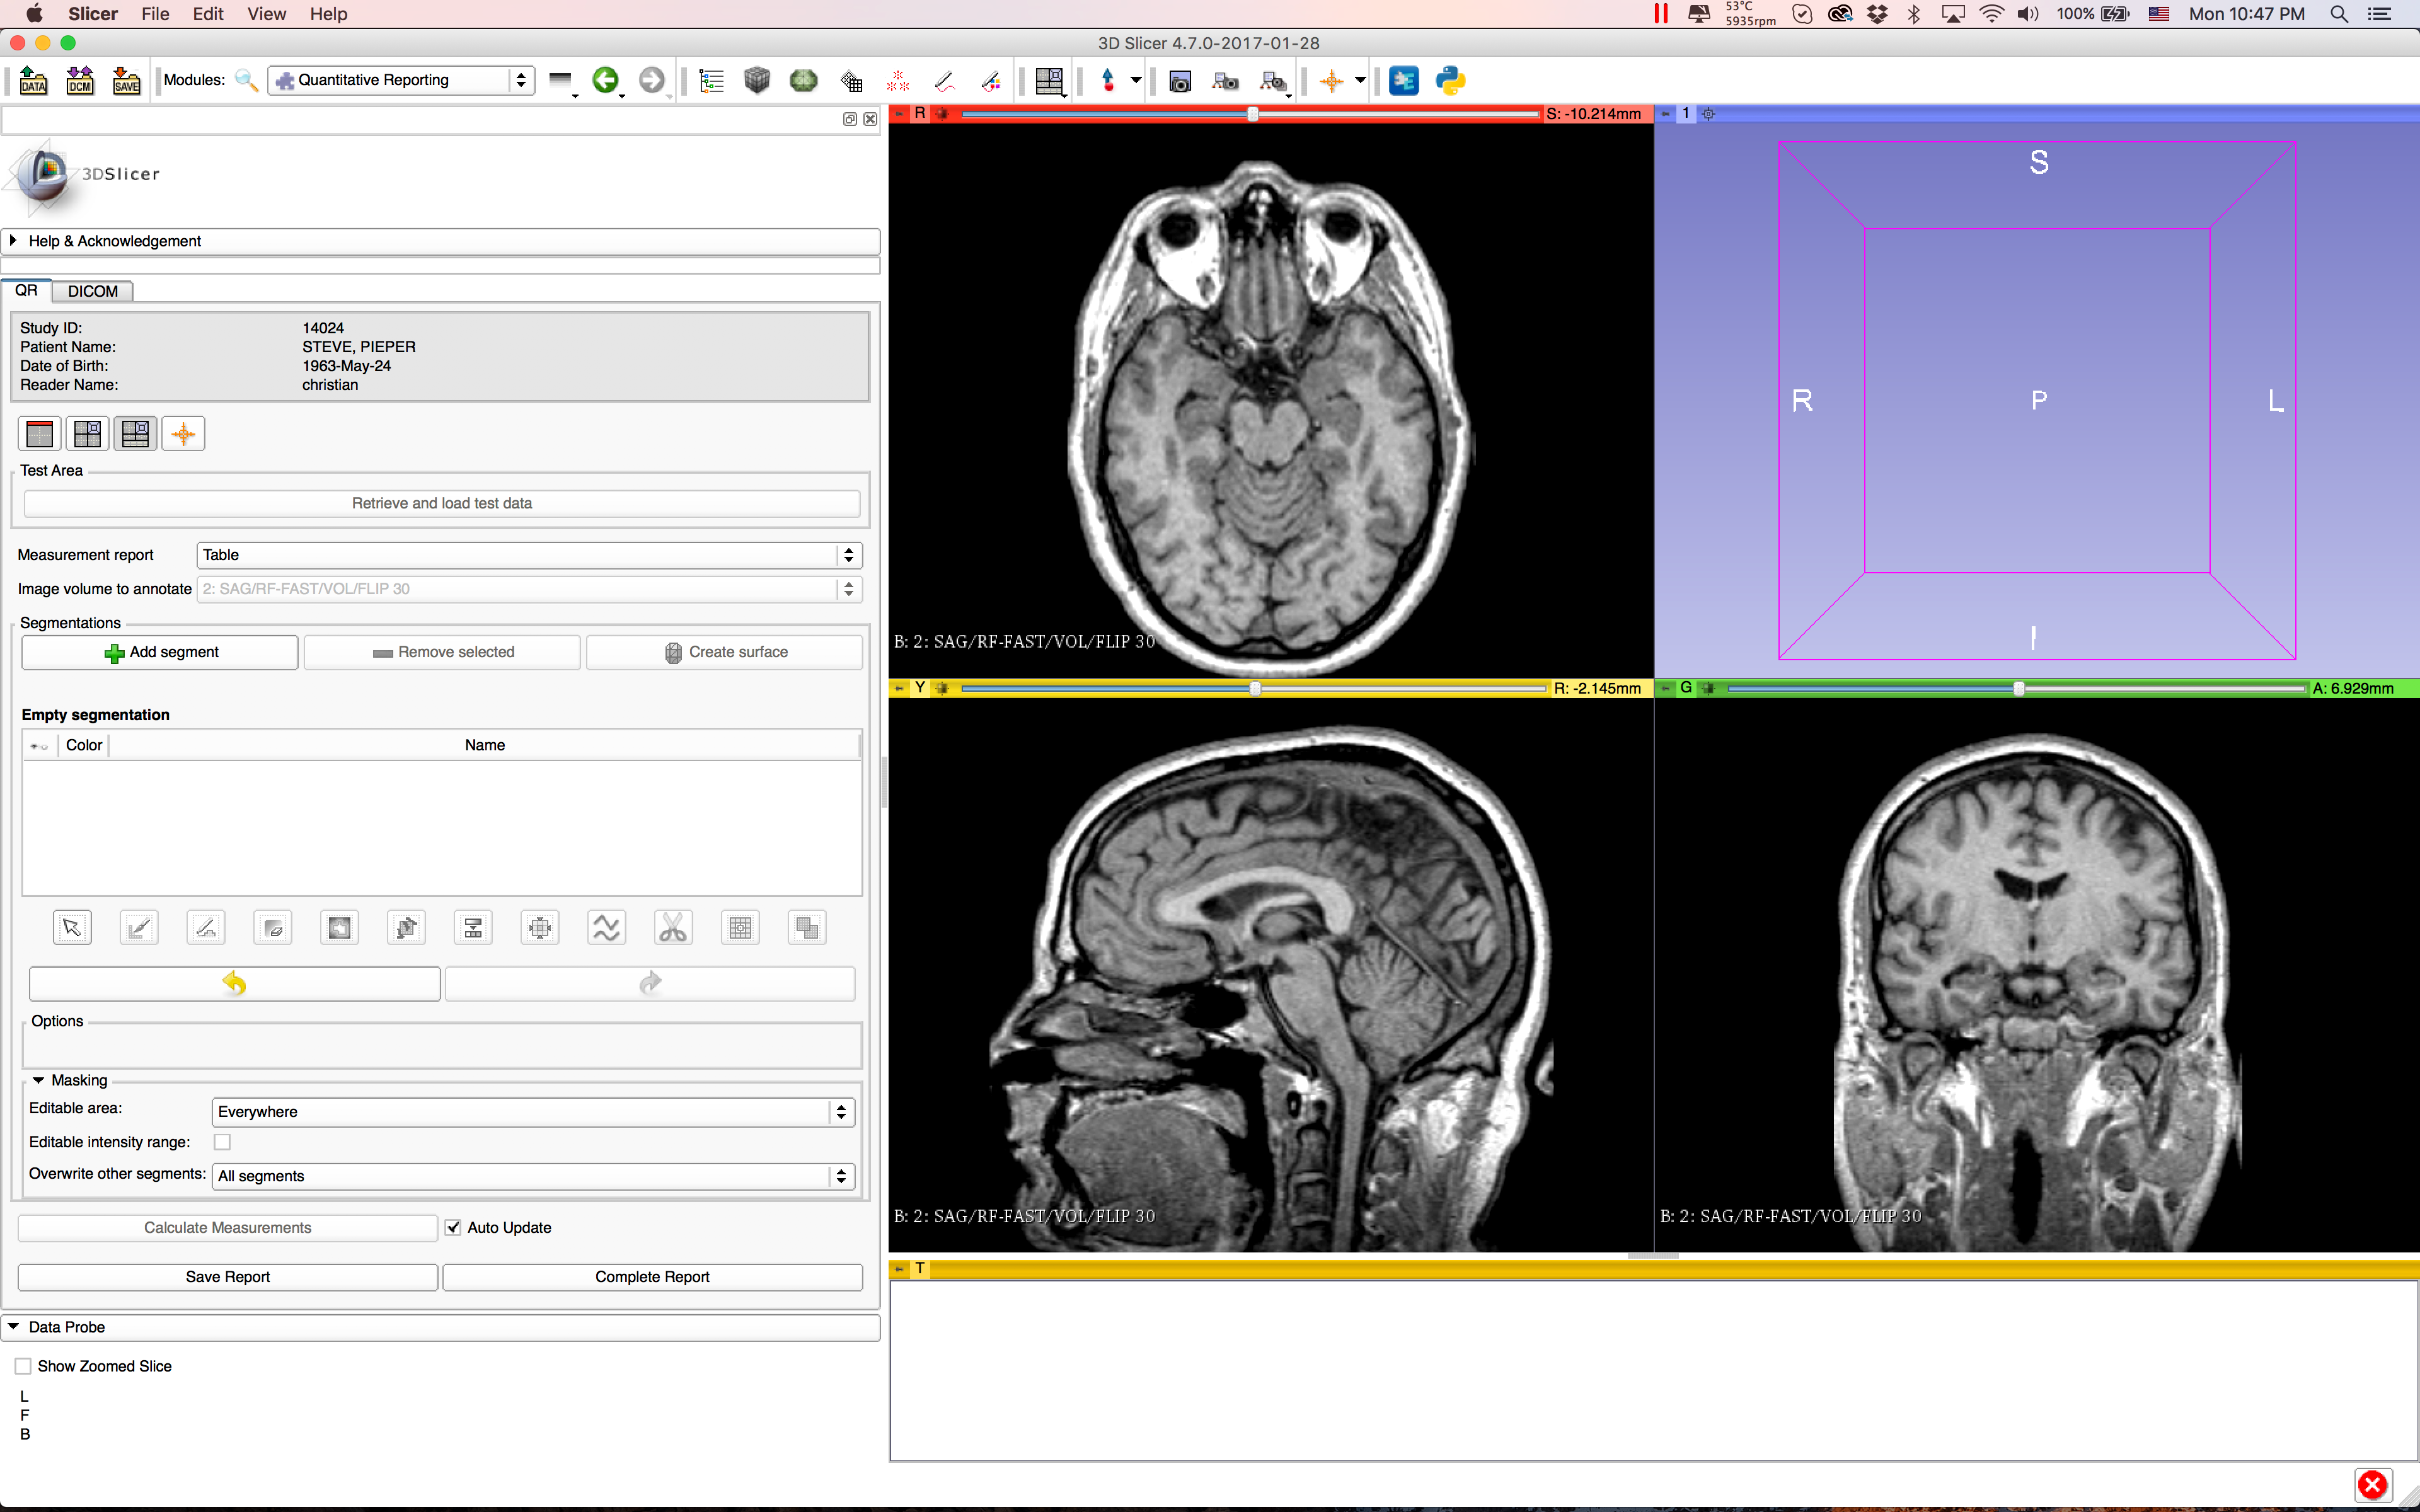 Slicer File Edit View Help 53°C 5935rpm 100% Mon 10:47 PM
3D Slicer 4.7.0-2017-01-28
DATA DCM SAVE Modules: Quantitative Reporting
R S: -10.214mm 1
3DSlicer
Help & Acknowledgement
QR DICOM
Study ID: 14024
Patient Name: STEVE, PIEPER
Date of Birth: 1963-May-24
Reader Name: christian
Test Area
Retrieve and load test data
Measurement report Table
Image volume to annotate 2: SAG/RF-FAST/VOL/FLIP 30
Segmentations
Add segment Remove selected Create surface
Empty segmentation
Color Name
Options
Masking
Editable area: Everywhere
Editable intensity range:
Overwrite other segments: All segments
Calculate Measurements Auto Update
Save Report Complete Report
Data Probe
Show Zoomed Slice
L
F
B
B: 2: SAG/RF-FAST/VOL/FLIP 30
S
R P L
I
Y R: -2.145mm G A: 6.929mm
B: 2: SAG/RF-FAST/VOL/FLIP 30
B: 2: SAG/RF-FAST/VOL/FLIP 30
T